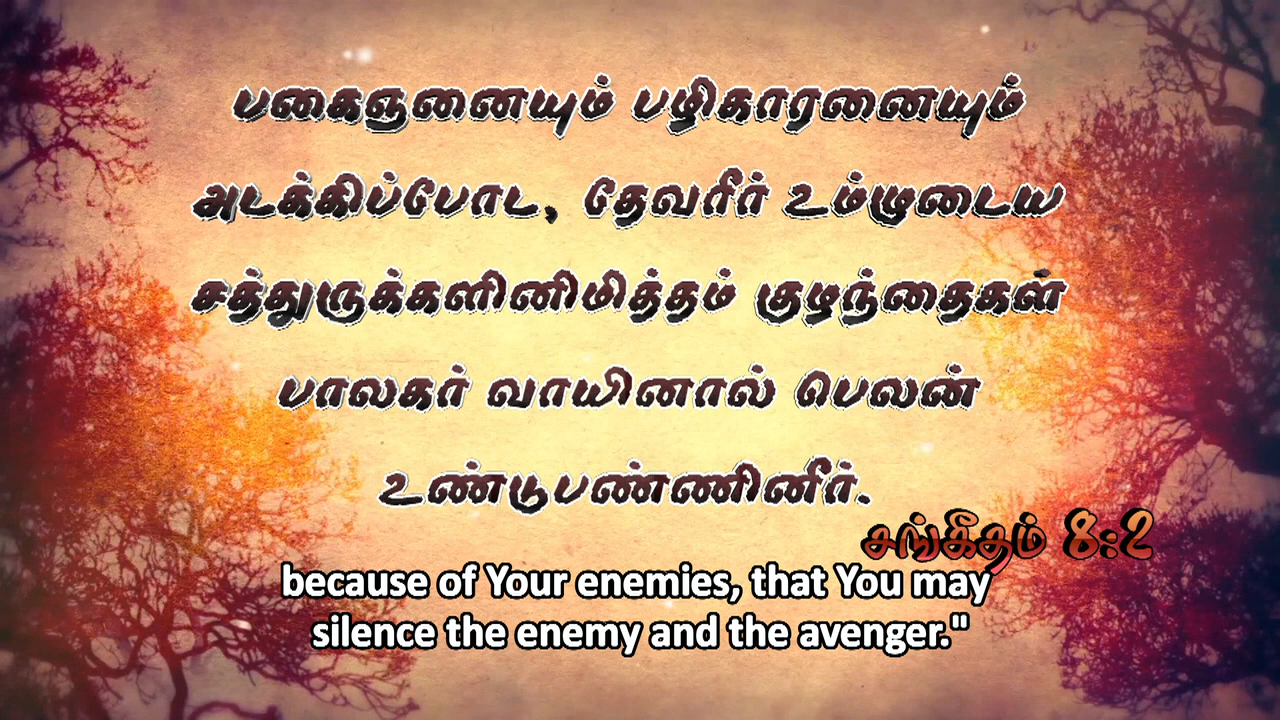 பகைஞனையும் பழிகாரனையும்
அடக்கிப்போட, தேவரீர் உம்முடைய
சத்துருக்களினிமித்தம் குழந்தைகள்
பாலகர் வாயினால் பெலன்
உண்டுபண்ணினீர்.
சங்கீதம் 8:2
because of Your enemies, that You may
silence the enemy and the avenger."